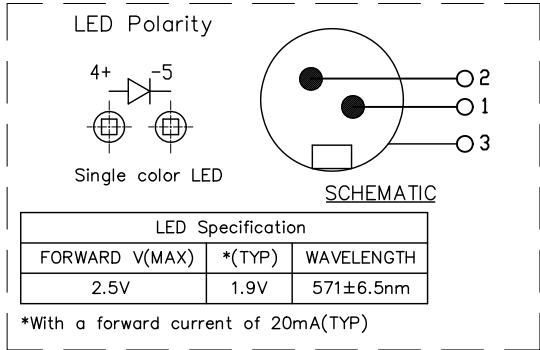 LED Polarity
4+ -5
Single color LED
2
1
3
SCHEMATIC
LED Specification
FORWARD V(MAX) *(TYP) WAVELENGTH
2.5V 1.9V 571±6.5nm
*With a forward current of 20mA(TYP)